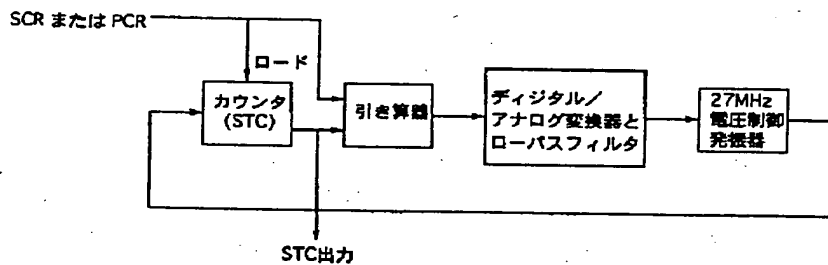 SCR または PCR
ロード
カウンタ
(STC)
引き算器
ディジタル/
アナログ変換器と
ローパスフィルタ
27MHz
電圧制御
発振器
STC出力